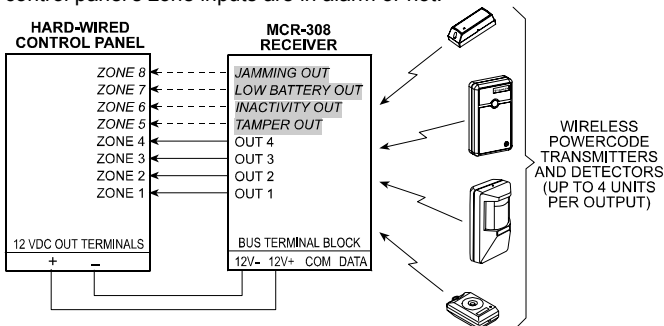 control panel's zone inputs are in alarm or not.
HARD-WIRED
CONTROL PANEL
ZONE 8
ZONE 7
ZONE 6
ZONE 5
ZONE 4
ZONE 3
ZONE 2
ZONE 1
12 VDC OUT TERMINALS
+ –
MCR-308
RECEIVER
JAMMING OUT
LOW BATTERY OUT
INACTIVITY OUT
TAMPER OUT
OUT 4
OUT 3
OUT 2
OUT 1
BUS TERMINAL BLOCK
12V– 12V+ COM DATA
WIRELESS
POWERCODE
TRANSMITTERS
AND DETECTORS
(UP TO 4 UNITS
PER OUTPUT)